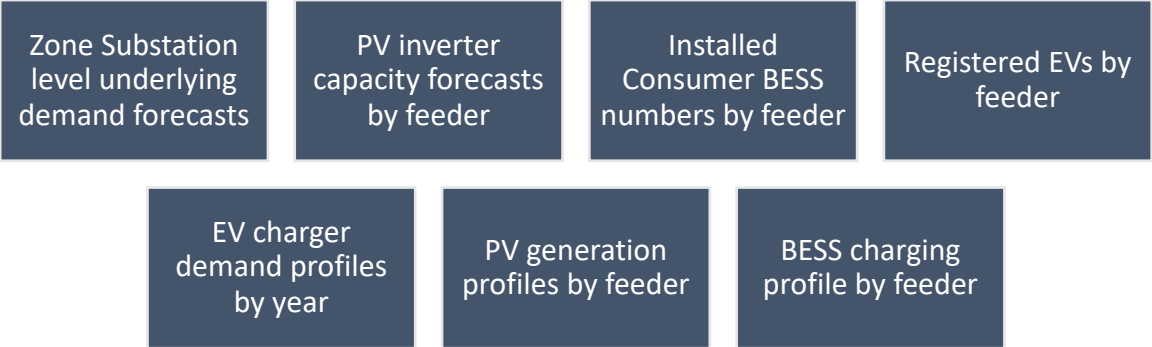 Zone Substation
level underlying
demand forecasts
PV inverter
capacity forecasts
by feeder
Installed
Consumer BESS
numbers by feeder
Registered EVs by
feeder
EV charger
demand profiles
by year
PV generation
profiles by feeder
BESS charging
profile by feeder